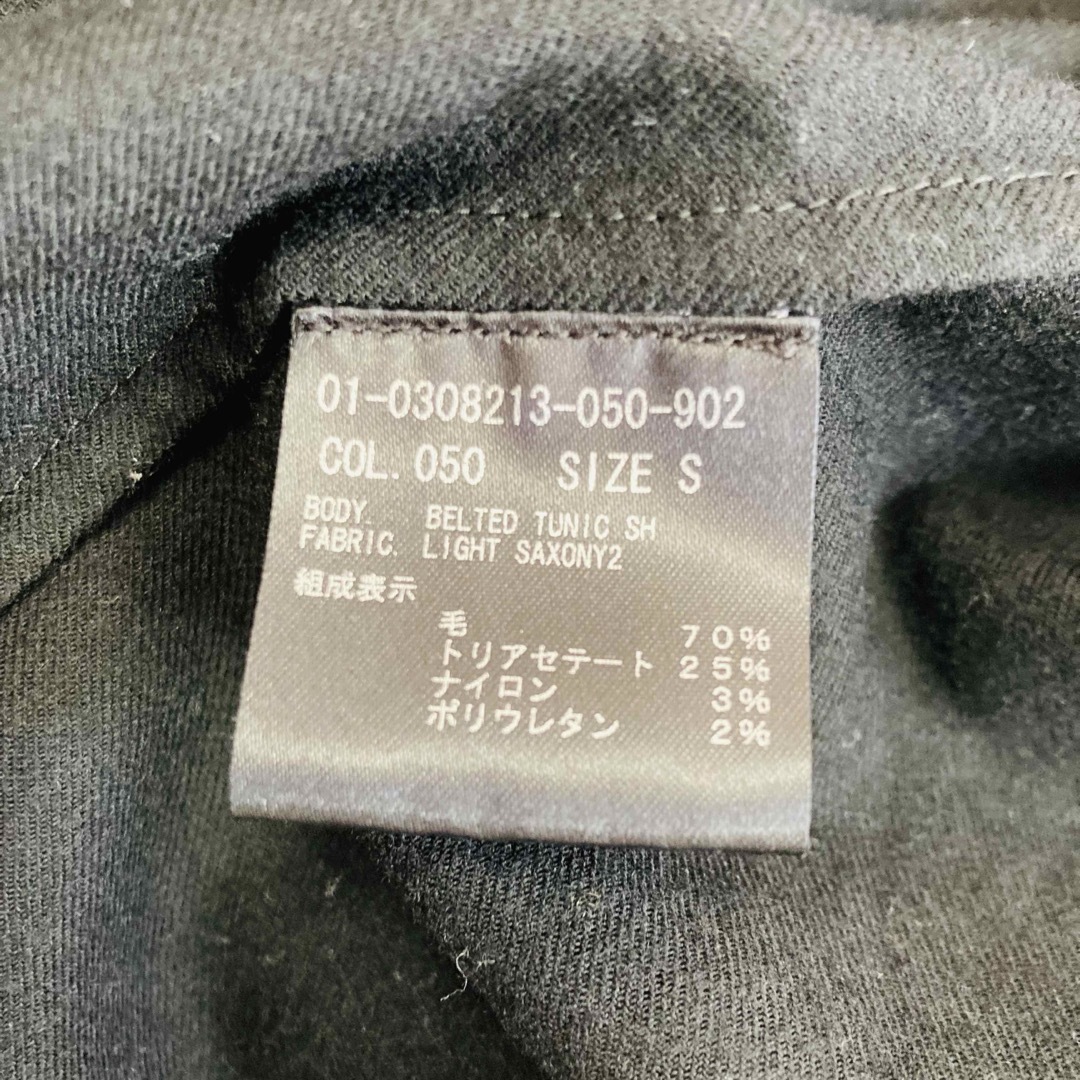 01-0308213-050-902
COL. 050 SIZE S
BODY. BELTED TUNIC SH
FABRIC. LIGHT SAXONY2
組成表示
毛 70%
トリアセテート 25%
ナイロン 3%
ポリウレタン 2%